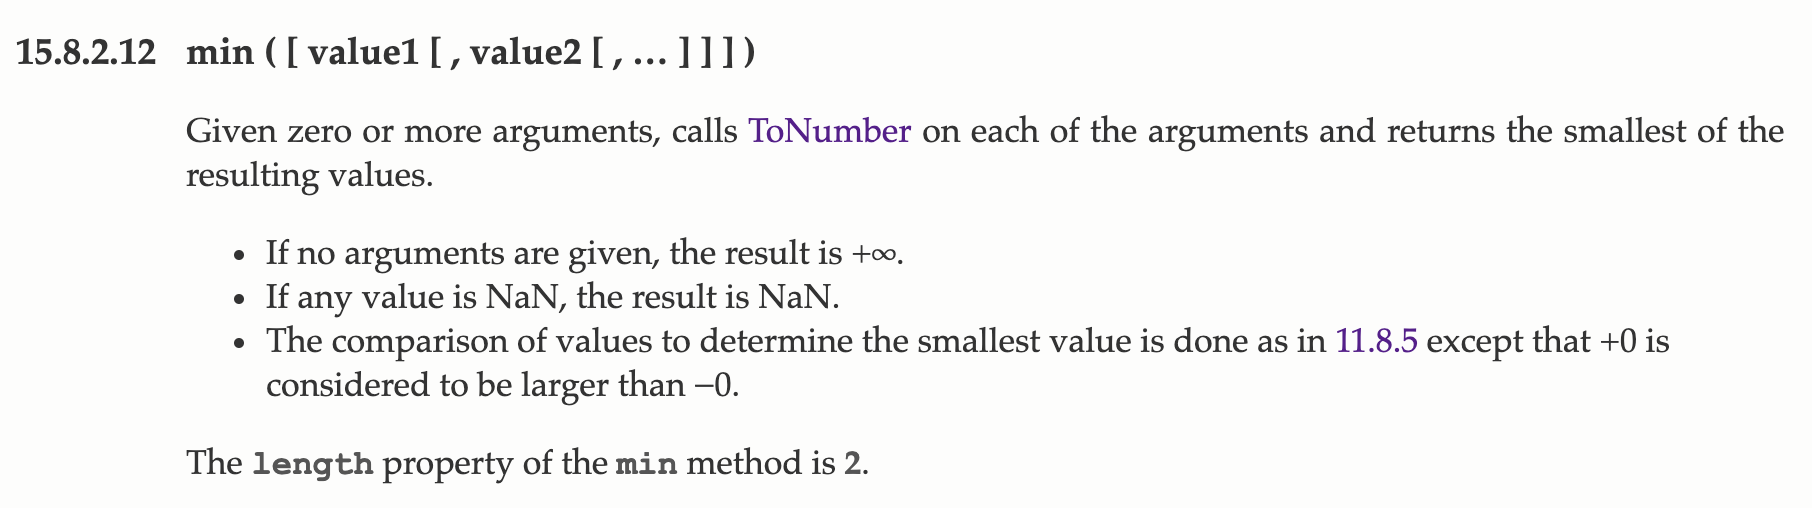 15.8.2.12 min ( [ value1 [ , value2 [ , … ] ] ] )
Given zero or more arguments, calls ToNumber on each of the arguments and returns the smallest of the
resulting values.
• If no arguments are given, the result is +∞.
• If any value is NaN, the result is NaN.
• The comparison of values to determine the smallest value is done as in 11.8.5 except that +0 is
considered to be larger than −0.
The length property of the min method is 2.